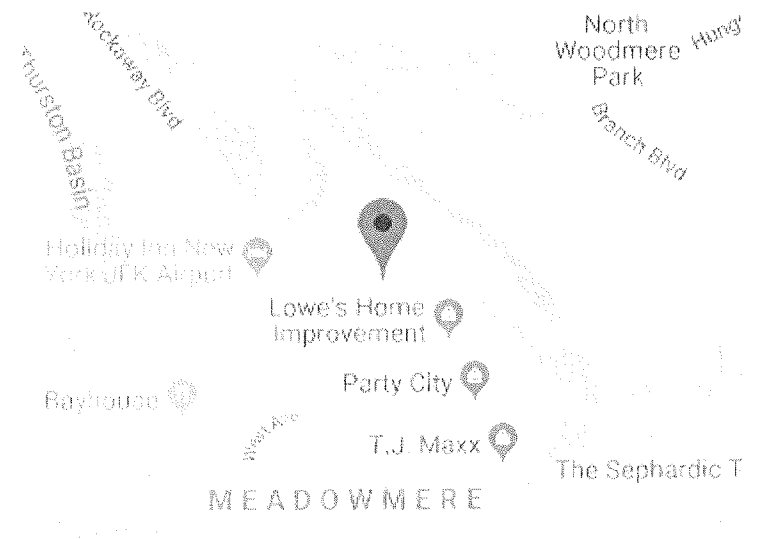 Rockaway Blvd
North
Woodmere
Park
Hung
Thurston Basin
Branch Blvd
Holiday Inn New
York-JFK Airport
Lowe's Home
Improvement
Party City
Bayhouse
T.J. Maxx
The Sephardic T
MEADOWMERE